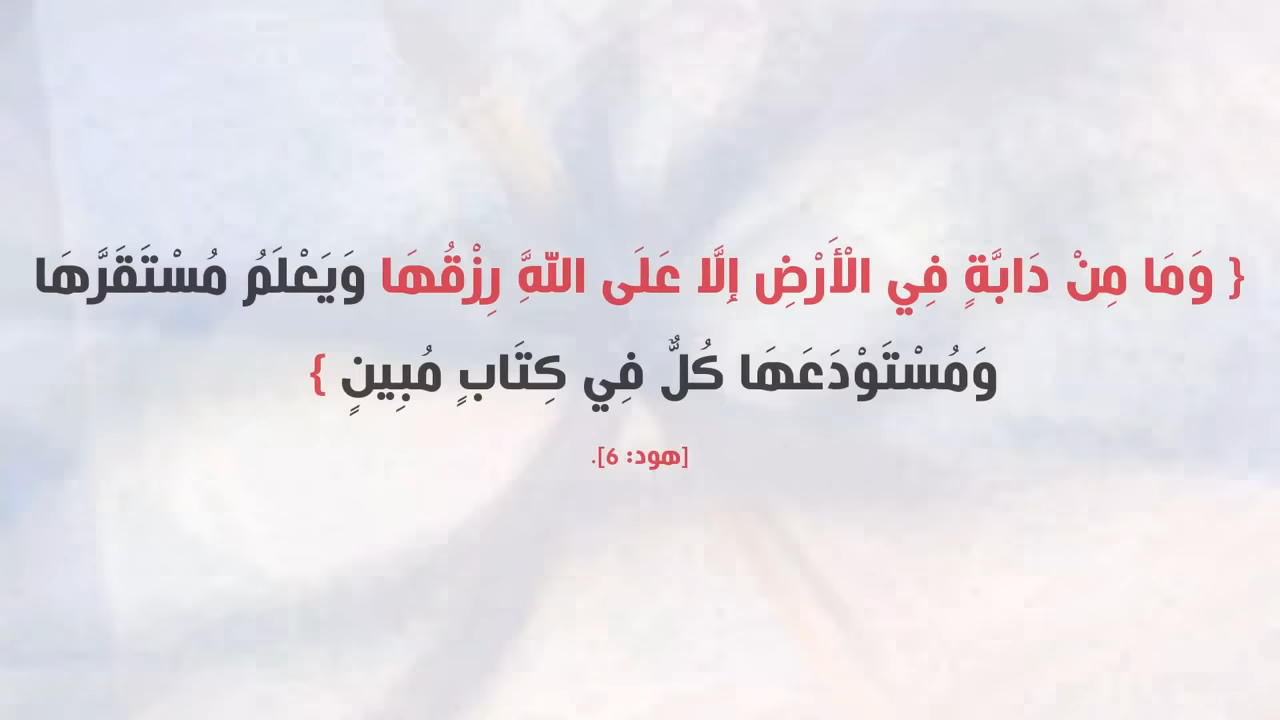 { وَمَا مِنْ دَابَّةٍ فِي الْأَرْضِ إِلَّا عَلَى اللَّهِ رِزْقُهَا وَيَعْلَمُ مُسْتَقَرَّهَا
وَمُسْتَوْدَعَهَا كُلٌّ فِي كِتَابٍ مُبِينٍ }
[هود: 6].